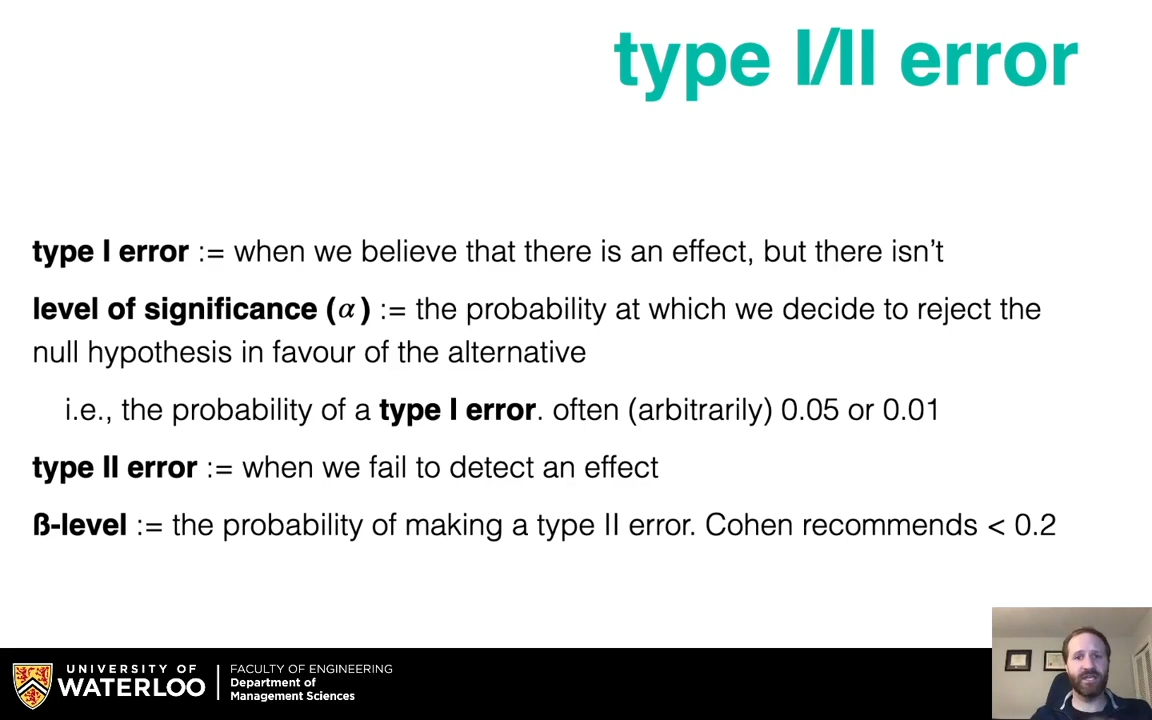 type I/II error
type I error := when we believe that there is an effect, but there isn’t
level of significance (α) := the probability at which we decide to reject the
null hypothesis in favour of the alternative
i.e., the probability of a type I error. often (arbitrarily) 0.05 or 0.01
type II error := when we fail to detect an effect
ß-level := the probability of making a type II error. Cohen recommends < 0.2
UNIVERSITY OF
WATERLOO
FACULTY OF ENGINEERING
Department of
Management Sciences